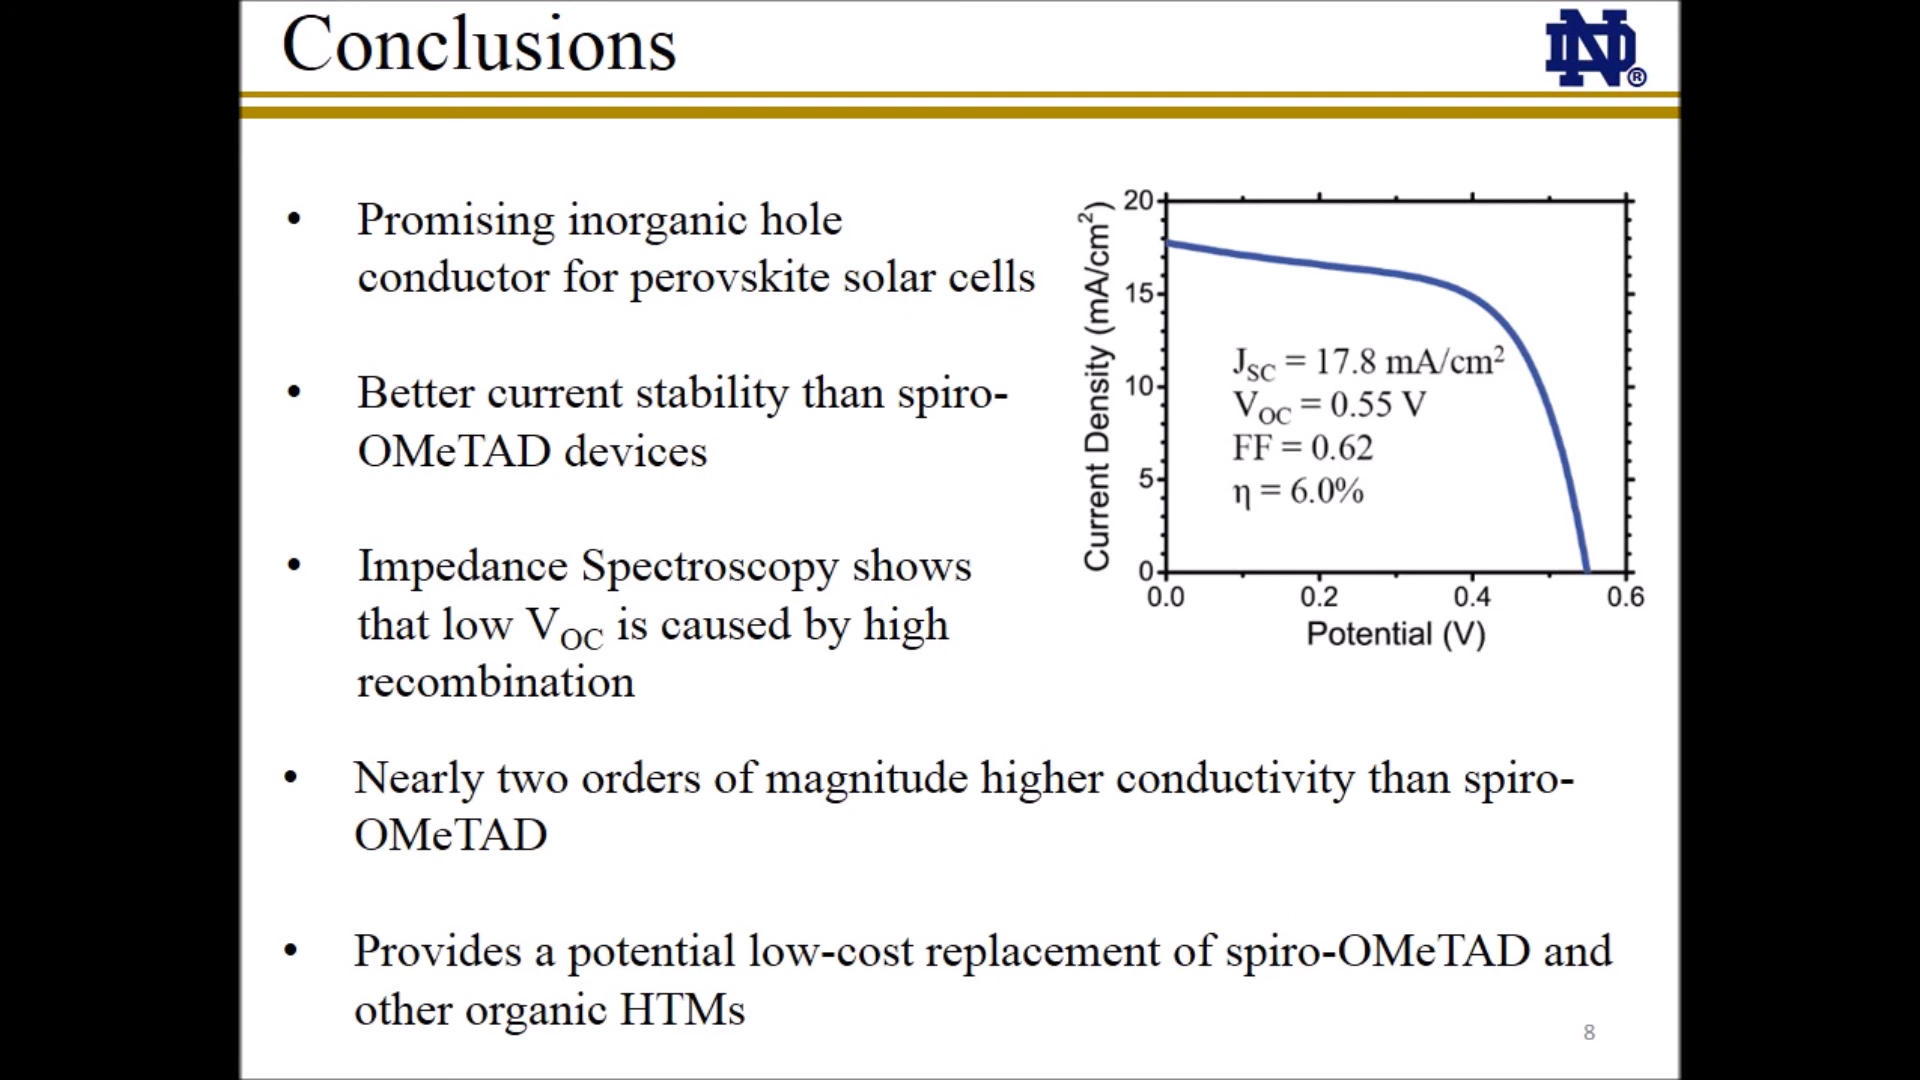 Conclusions
ND®
• Promising inorganic hole
conductor for perovskite solar cells
• Better current stability than spiro-
OMeTAD devices
• Impedance Spectroscopy shows
that low V_OC is caused by high
recombination
• Nearly two orders of magnitude higher conductivity than spiro-
OMeTAD
• Provides a potential low-cost replacement of spiro-OMeTAD and
other organic HTMs
Current Density (mA/cm²)
20
15
10
5
0
J_SC = 17.8 mA/cm²
V_OC = 0.55 V
FF = 0.62
η = 6.0%
0.0 0.2 0.4 0.6
Potential (V)
8